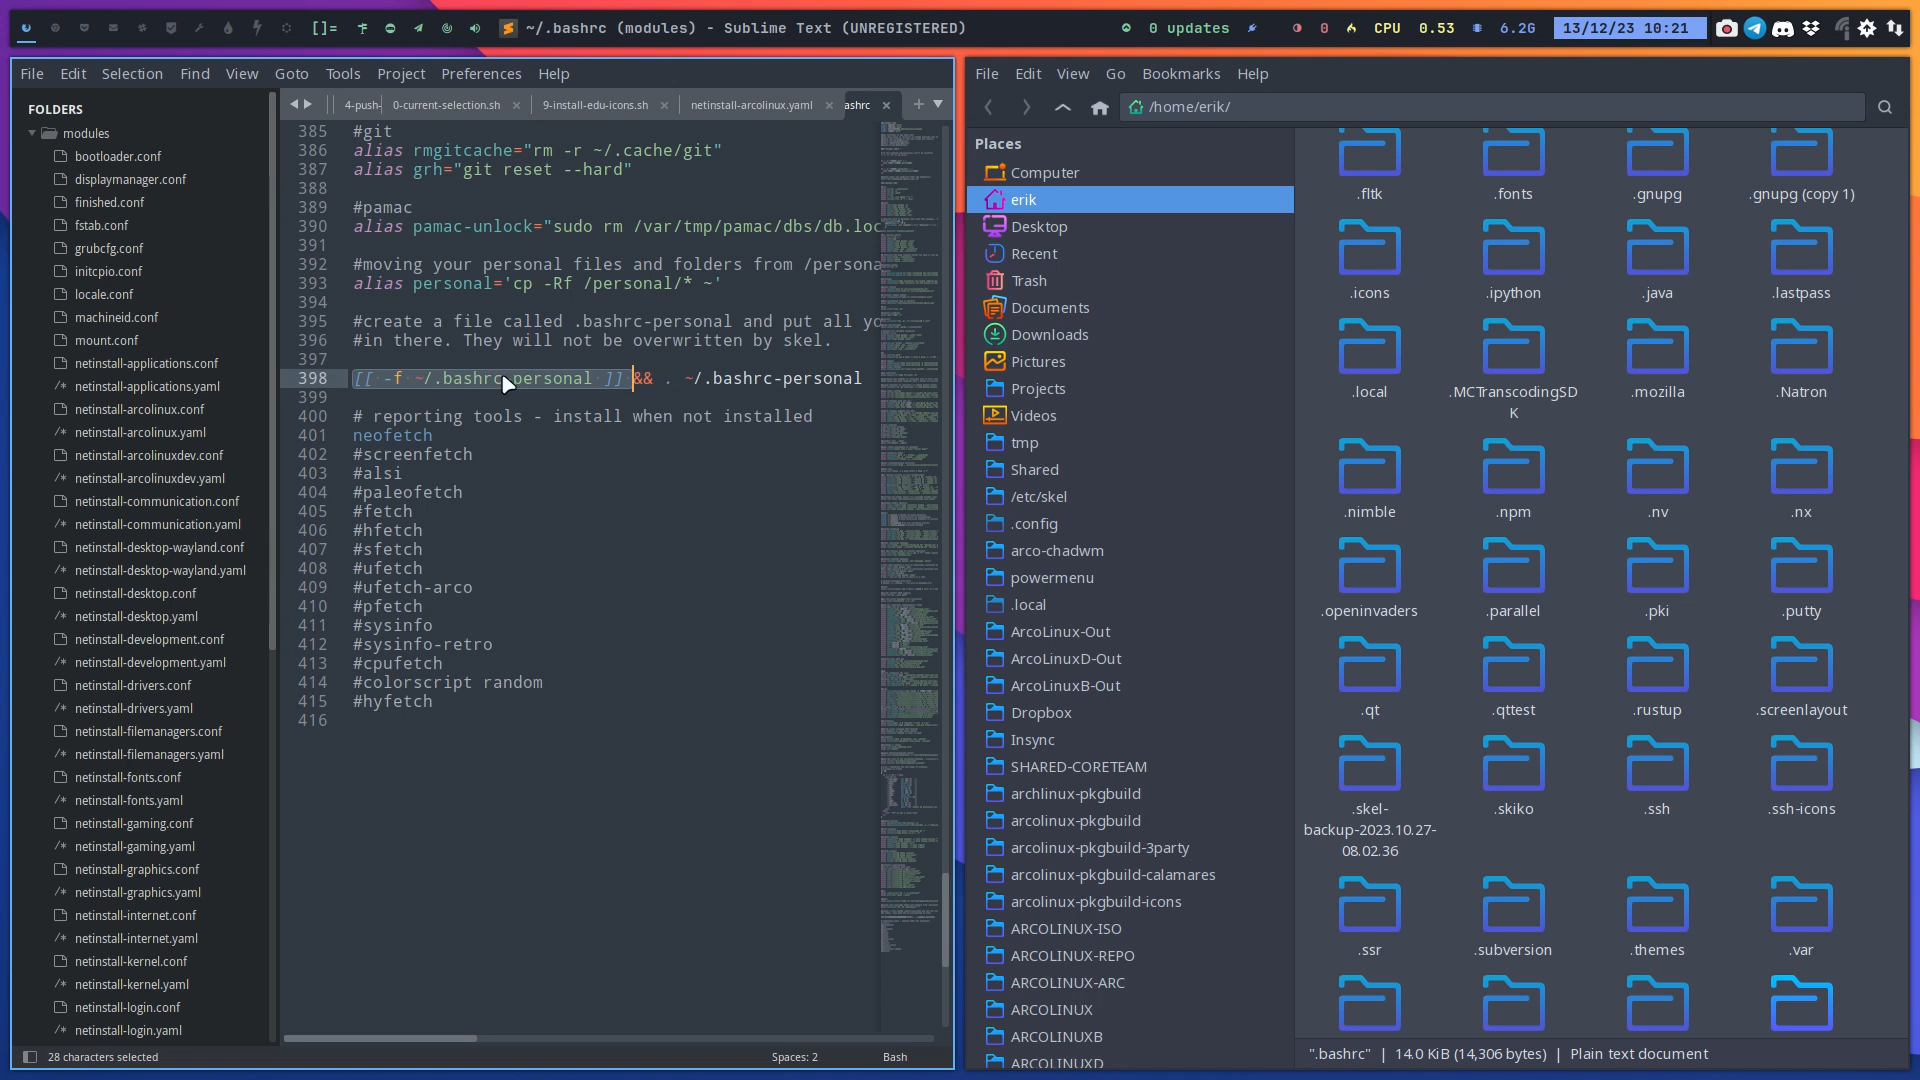 []=
~/.bashrc (modules) - Sublime Text (UNREGISTERED)
0 updates
0
CPU 0.53
6.2G
13/12/23 10:21
File Edit Selection Find View Goto Tools Project Preferences Help
FOLDERS
modules
bootloader.conf
displaymanager.conf
finished.conf
fstab.conf
grubcfg.conf
initcpio.conf
locale.conf
machineid.conf
mount.conf
netinstall-applications.conf
/* netinstall-applications.yaml
netinstall-arcolinux.conf
/* netinstall-arcolinux.yaml
netinstall-arcolinuxdev.conf
/* netinstall-arcolinuxdev.yaml
netinstall-communication.conf
/* netinstall-communication.yaml
netinstall-desktop-wayland.conf
/* netinstall-desktop-wayland.yaml
netinstall-desktop.conf
/* netinstall-desktop.yaml
netinstall-development.conf
/* netinstall-development.yaml
netinstall-drivers.conf
/* netinstall-drivers.yaml
netinstall-filemanagers.conf
/* netinstall-filemanagers.yaml
netinstall-fonts.conf
/* netinstall-fonts.yaml
netinstall-gaming.conf
/* netinstall-gaming.yaml
netinstall-graphics.conf
/* netinstall-graphics.yaml
netinstall-internet.conf
/* netinstall-internet.yaml
netinstall-kernel.conf
/* netinstall-kernel.yaml
netinstall-login.conf
/* netinstall-login.yaml
4-push- 0-current-selection.sh 9-install-edu-icons.sh netinstall-arcolinux.yaml ashrc
385 #git
386 alias rmgitcache="rm -r ~/.cache/git"
387 alias grh="git reset --hard"
388
389 #pamac
390 alias pamac-unlock="sudo rm /var/tmp/pamac/dbs/db.loc
391
392 #moving your personal files and folders from /persona
393 alias personal='cp -Rf /personal/* ~'
394
395 #create a file called .bashrc-personal and put all yo
396 #in there. They will not be overwritten by skel.
397
398 [[ -f ~/.bashrc-personal ]] && . ~/.bashrc-personal
399
400 # reporting tools - install when not installed
401 neofetch
402 #screenfetch
403 #alsi
404 #paleofetch
405 #fetch
406 #hfetch
407 #sfetch
408 #ufetch
409 #ufetch-arco
410 #pfetch
411 #sysinfo
412 #sysinfo-retro
413 #cpufetch
414 #colorscript random
415 #hyfetch
416
28 characters selected
Spaces: 2
Bash
File Edit View Go Bookmarks Help
/home/erik/
Places
Computer
erik
Desktop
Recent
Trash
Documents
Downloads
Pictures
Projects
Videos
tmp
Shared
/etc/skel
.config
arco-chadwm
powermenu
.local
ArcoLinux-Out
ArcoLinuxD-Out
ArcoLinuxB-Out
Dropbox
Insync
SHARED-CORETEAM
archlinux-pkgbuild
arcolinux-pkgbuild
arcolinux-pkgbuild-3party
arcolinux-pkgbuild-calamares
arcolinux-pkgbuild-icons
ARCOLINUX-ISO
ARCOLINUX-REPO
ARCOLINUX-ARC
ARCOLINUX
ARCOLINUXB
ARCOLINUXD
.fltk .fonts .gnupg .gnupg (copy 1)
.icons .ipython .java .lastpass
.local .MCTranscodingSD
K .mozilla .Natron
.nimble .npm .nv .nx
.openinvaders .parallel .pki .putty
.qt .qttest .rustup .screenlayout
.skel-
backup-2023.10.27-
08.02.36 .skiko .ssh .ssh-icons
.ssr .subversion .themes .var
".bashrc" | 14.0 KiB (14,306 bytes) | Plain text document